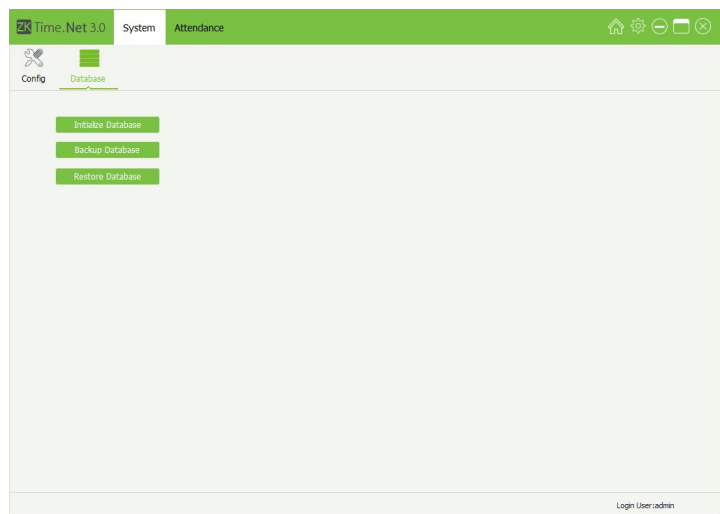 ZK Time.Net 3.0 System Attendance
Config Database
Initialize Database
Backup Database
Restore Database
Login User:admin